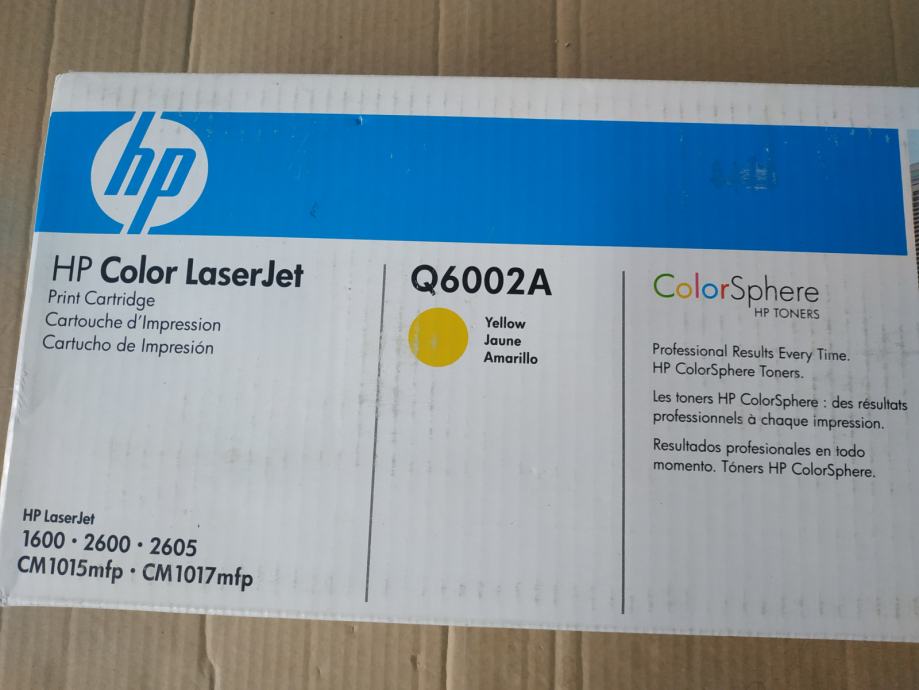 hp
HP Color LaserJet
Print Cartridge
Cartouche d'Impression
Cartucho de Impresión
HP LaserJet
1600 • 2600 • 2605
CM1015mfp • CM1017mfp
Q6002A
Yellow
Jaune
Amarillo
ColorSphere
HP TONERS
Professional Results Every Time.
HP ColorSphere Toners.
Les toners HP ColorSphere : des résultats
professionnels à chaque impression.
Resultados profesionales en todo
momento. Tóners HP ColorSphere.